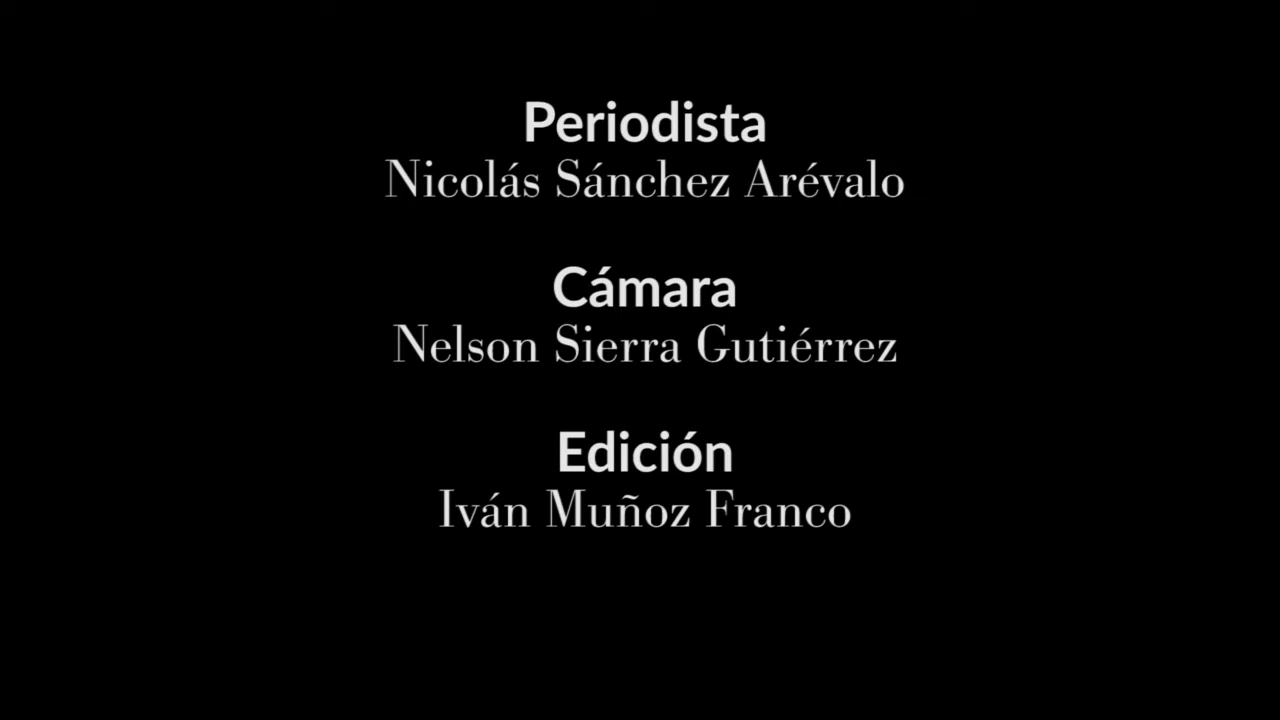 Periodista
Nicolás Sánchez Arévalo
Cámara
Nelson Sierra Gutiérrez
Edición
Iván Muñoz Franco